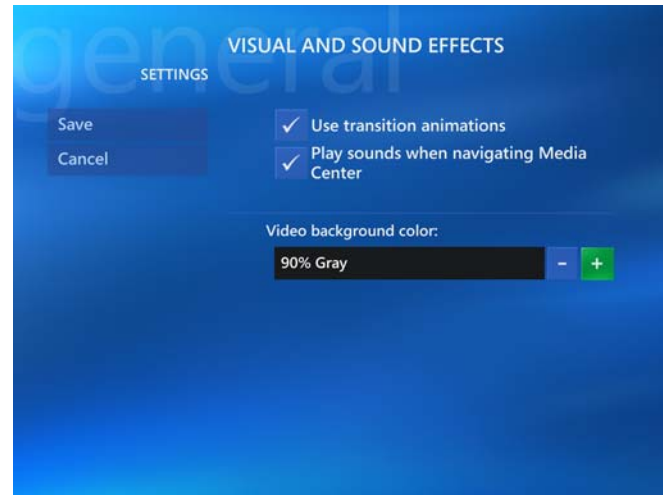 general
VISUAL AND SOUND EFFECTS
SETTINGS
Save
Cancel
Use transition animations
Play sounds when navigating Media
Center
Video background color:
90% Gray
- +